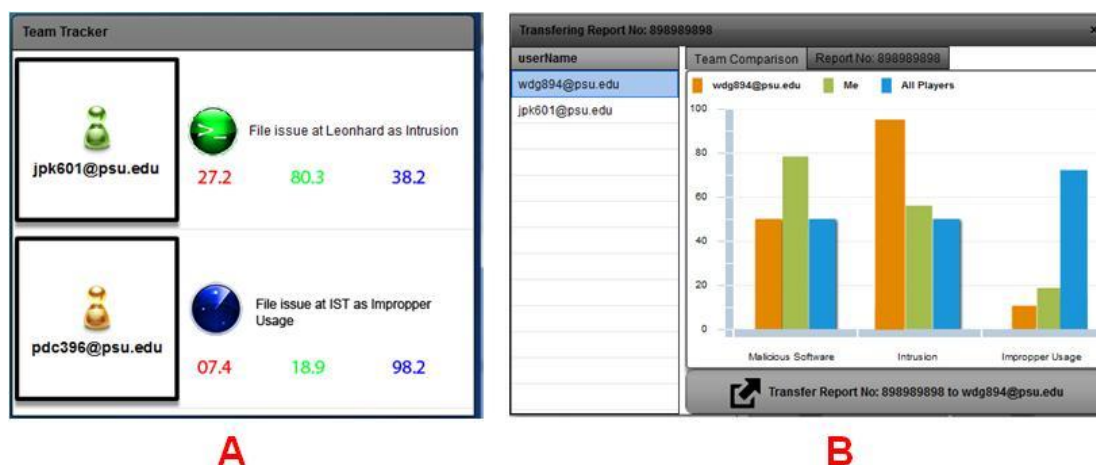 Team Tracker
jpk601@psu.edu
>_
File issue at Leonhard as Intrusion
27.2 80.3 38.2
pdc396@psu.edu
File issue at IST as Impropper
Usage
07.4 18.9 98.2
A
Transfering Report No: 898989898
×
userName
wdg894@psu.edu
jpk601@psu.edu
Team Comparison Report No: 898989898
wdg894@psu.edu Me All Players
100
80
60
40
20
0
Malicious Software Intrusion Impropper Usage
Transfer Report No: 898989898 to wdg894@psu.edu
B